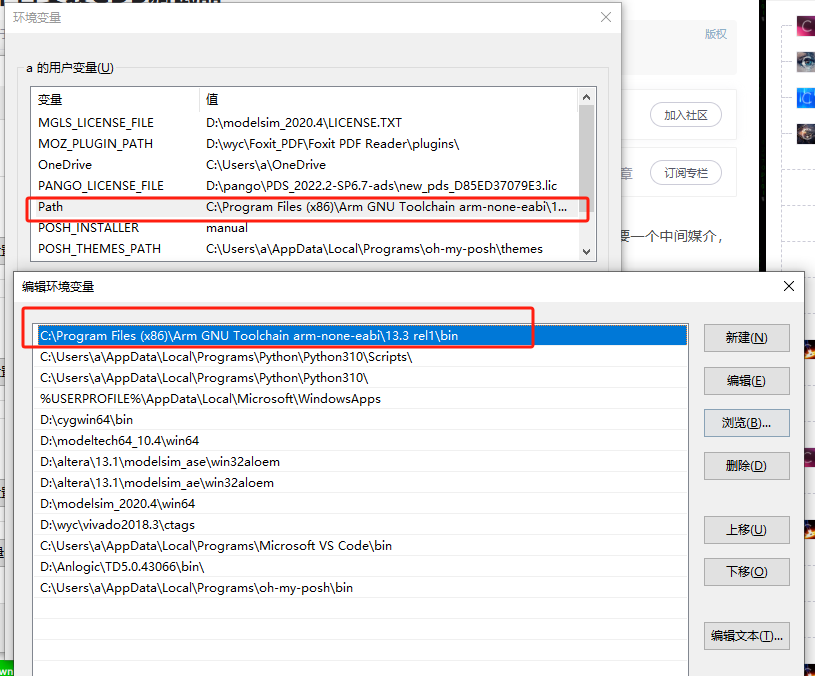 环境变量
版权
a 的用户变量(U)
变量 值
MGLS_LICENSE_FILE D:\modelsim_2020.4\LICENSE.TXT
MOZ_PLUGIN_PATH D:\wyc\Foxit_PDF\Foxit PDF Reader\plugins\
OneDrive C:\Users\a\OneDrive
PANGO_LICENSE_FILE D:\pango\PDS_2022.2-SP6.7-ads\new_pds_D85ED37079E3.lic
Path C:\Program Files (x86)\Arm GNU Toolchain arm-none-eabi\1...
POSH_INSTALLER manual
POSH_THEMES_PATH C:\Users\a\AppData\Local\Programs\oh-my-posh\themes
加入社区
章 订阅专栏
要一个中间媒介，
编辑环境变量
C:\Program Files (x86)\Arm GNU Toolchain arm-none-eabi\13.3 rel1\bin
C:\Users\a\AppData\Local\Programs\Python\Python310\Scripts\
C:\Users\a\AppData\Local\Programs\Python\Python310\
%USERPROFILE%\AppData\Local\Microsoft\WindowsApps
D:\cygwin64\bin
D:\modeltech64_10.4\win64
D:\altera\13.1\modelsim_ase\win32aloem
D:\altera\13.1\modelsim_ae\win32aloem
D:\modelsim_2020.4\win64
D:\wyc\vivado2018.3\ctags
C:\Users\a\AppData\Local\Programs\Microsoft VS Code\bin
D:\Anlogic\TD5.0.43066\bin\
C:\Users\a\AppData\Local\Programs\oh-my-posh\bin
新建(N)
编辑(E)
浏览(B)...
删除(D)
上移(U)
下移(O)
编辑文本(T)...